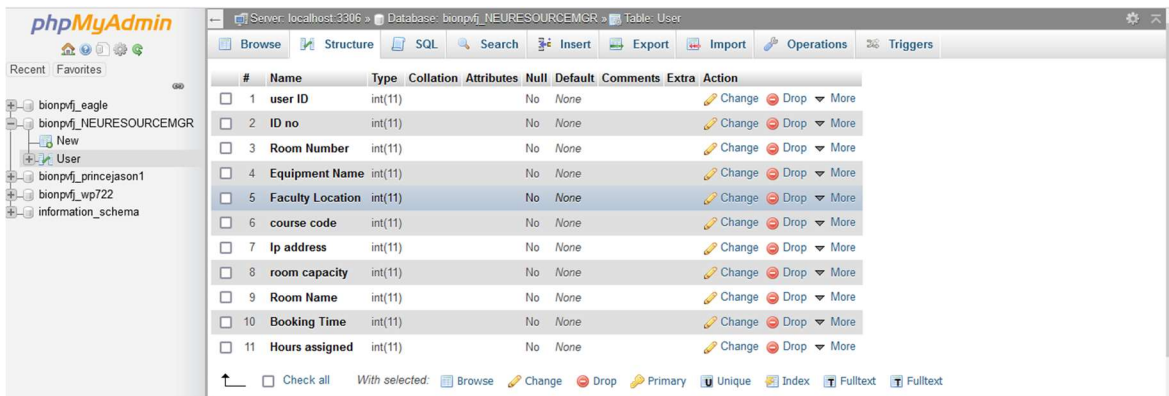 phpMyAdmin
Recent Favorites
bionpvfj_eagle
bionpvfj_NEURESOURCEMGR
New
User
bionpvfj_princejason1
bionpvfj_wp722
information_schema
Server: localhost:3306 » Database: bionpvfj_NEURESOURCEMGR » Table: User
Browse Structure SQL Search Insert Export Import Operations Triggers
# Name Type Collation Attributes Null Default Comments Extra Action
1 user ID int(11) No None Change Drop More
2 ID no int(11) No None Change Drop More
3 Room Number int(11) No None Change Drop More
4 Equipment Name int(11) No None Change Drop More
5 Faculty Location int(11) No None Change Drop More
6 course code int(11) No None Change Drop More
7 Ip address int(11) No None Change Drop More
8 room capacity int(11) No None Change Drop More
9 Room Name int(11) No None Change Drop More
10 Booking Time int(11) No None Change Drop More
11 Hours assigned int(11) No None Change Drop More
Check all With selected: Browse Change Drop Primary Unique Index Fulltext Fulltext